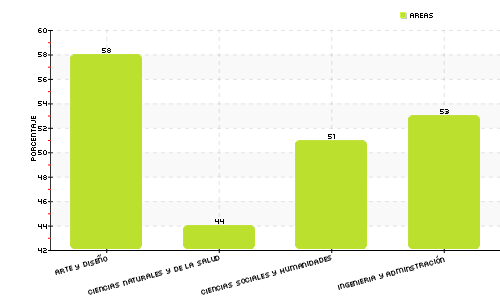 AREAS
60
58
56
54
52
50
48
46
44
42
PORCENTAJE
58
44
51
53
ARTE Y DISEÑO
CIENCIAS NATURALES Y DE LA SALUD
CIENCIAS SOCIALES Y HUMANIDADES
INGENIERIA Y ADMINSTRACIÓN